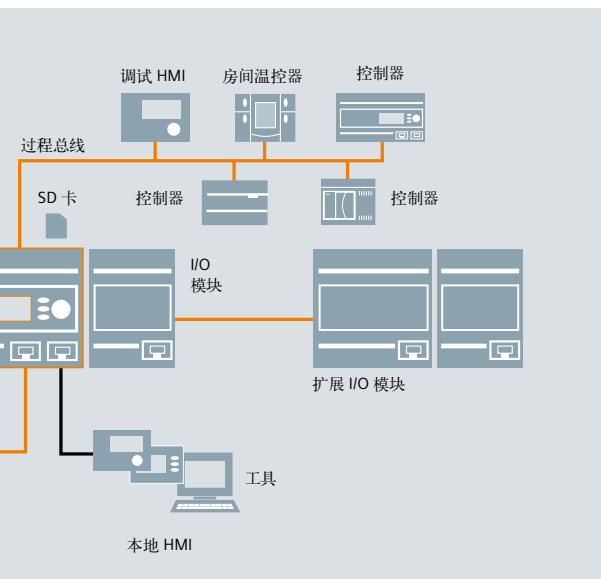 调试 HMI
房间温控器
控制器
过程总线
SD 卡
控制器
控制器
I/O
模块
扩展 I/O 模块
工具
本地 HMI